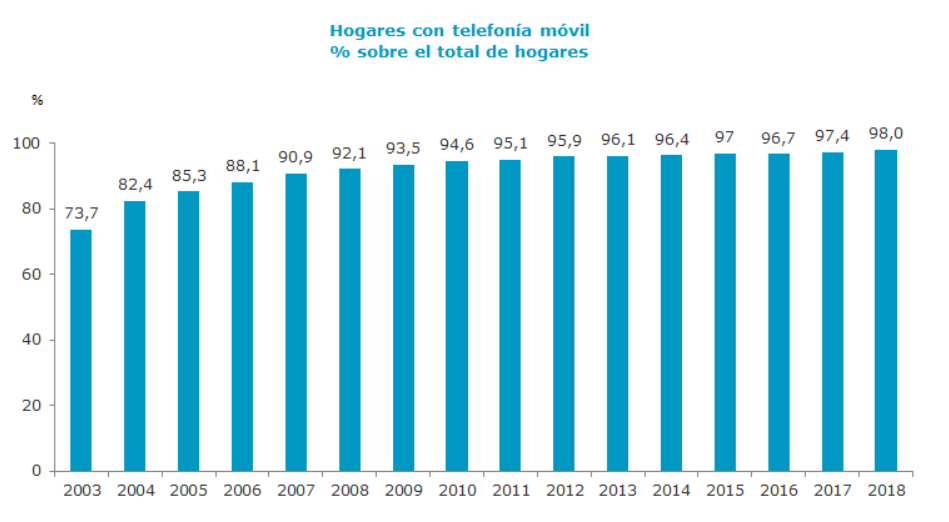 Hogares con telefonía móvil
% sobre el total de hogares
%
100
80
60
40
20
0
73,7 82,4 85,3 88,1 90,9 92,1 93,5 94,6 95,1 95,9 96,1 96,4 97 96,7 97,4 98,0
2003 2004 2005 2006 2007 2008 2009 2010 2011 2012 2013 2014 2015 2016 2017 2018